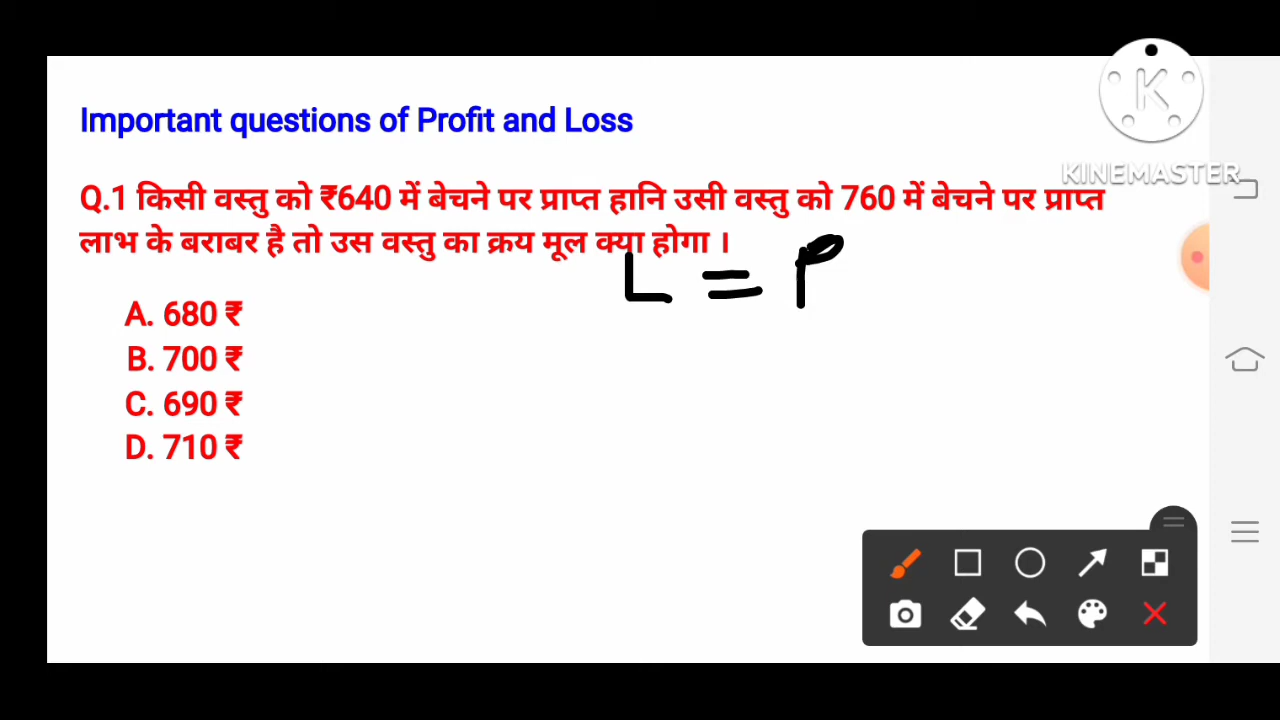 Important questions of Profit and Loss
Q.1 किसी वस्तु को ₹640 में बेचने पर प्राप्त हानि उसी वस्तु को 760 में बेचने पर प्राप्त
लाभ के बराबर है तो उस वस्तु का क्रय मूल क्या होगा ।
L = P
A. 680 ₹
B. 700 ₹
C. 690 ₹
D. 710 ₹
K
KINEMASTER